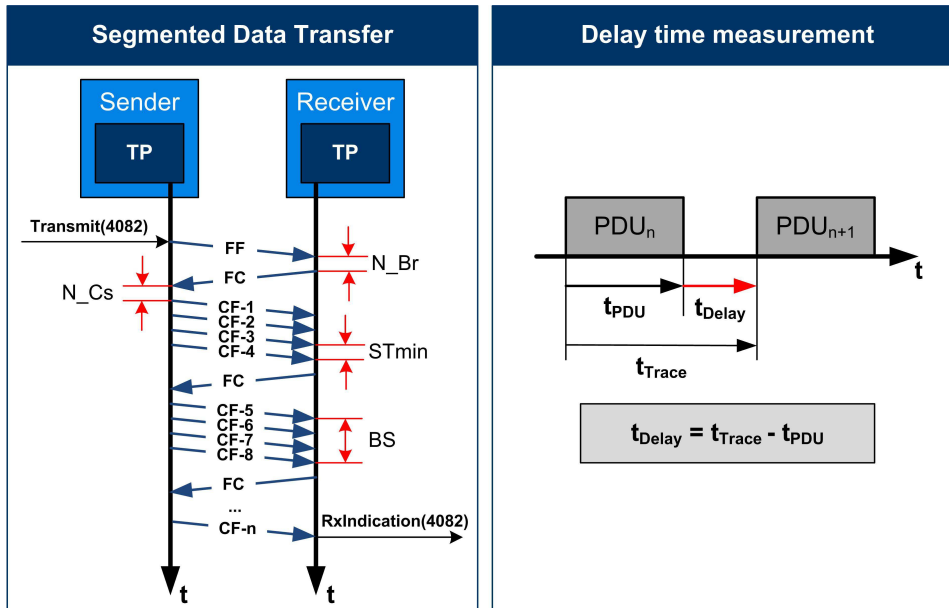 Segmented Data Transfer
Sender
Receiver
TP
TP
Transmit(4082)
FF
N_Br
FC
N_Cs
CF-1
CF-2
CF-3
CF-4
STmin
FC
CF-5
CF-6
CF-7
CF-8
BS
FC
...
CF-n
RxIndication(4082)
t
t
Delay time measurement
PDUn
PDUn+1
t
tPDU
tDelay
tTrace
tDelay = tTrace - tPDU